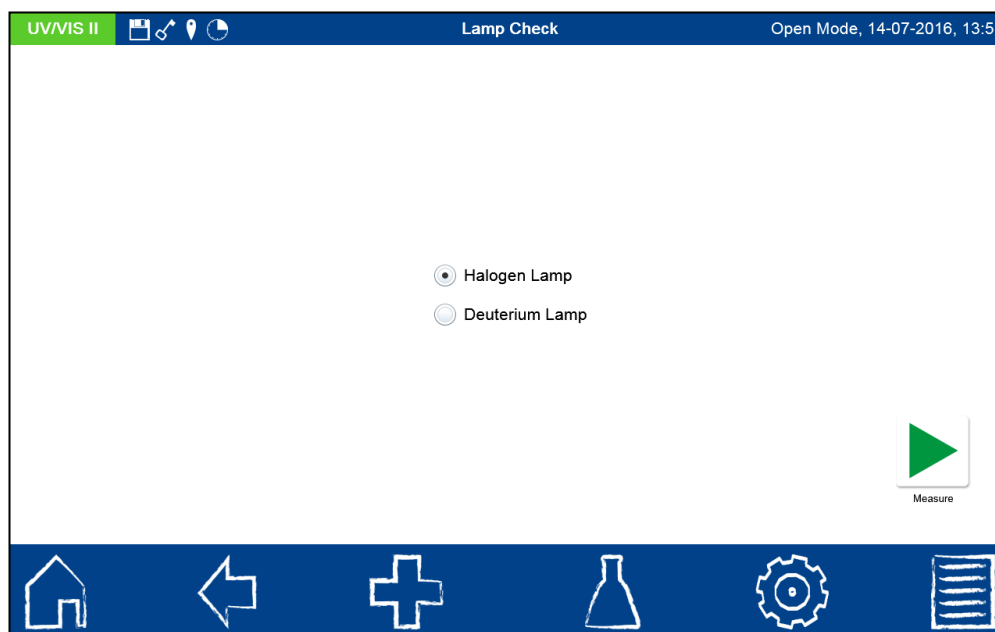 UV/VIS II
Lamp Check
Open Mode, 14-07-2016, 13:5
Halogen Lamp
Deuterium Lamp
Measure